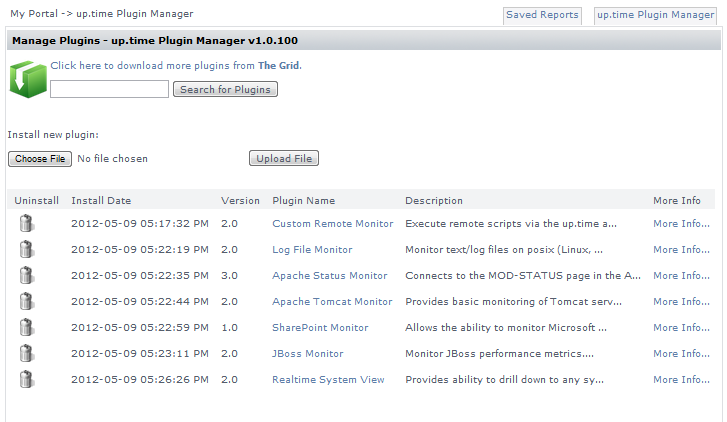 My Portal -> up.time Plugin Manager Saved Reports up.time Plugin Manager
Manage Plugins - up.time Plugin Manager v1.0.100
Click here to download more plugins from The Grid.
Search for Plugins
Install new plugin:
Choose File No file chosen Upload File
Uninstall Install Date Version Plugin Name Description More Info
2012-05-09 05:17:32 PM 2.0 Custom Remote Monitor Execute remote scripts via the up.time a... More Info...
2012-05-09 05:22:19 PM 2.0 Log File Monitor Monitor text/log files on posix (Linux, ... More Info...
2012-05-09 05:22:35 PM 3.0 Apache Status Monitor Connects to the MOD-STATUS page in the A... More Info...
2012-05-09 05:22:44 PM 2.0 Apache Tomcat Monitor Provides basic monitoring of Tomcat serv... More Info...
2012-05-09 05:22:59 PM 1.0 SharePoint Monitor Allows the ability to monitor Microsoft ... More Info...
2012-05-09 05:23:11 PM 2.0 JBoss Monitor Monitor JBoss performance metrics.... More Info...
2012-05-09 05:26:26 PM 2.0 Realtime System View Provides ability to drill down to any sy... More Info...